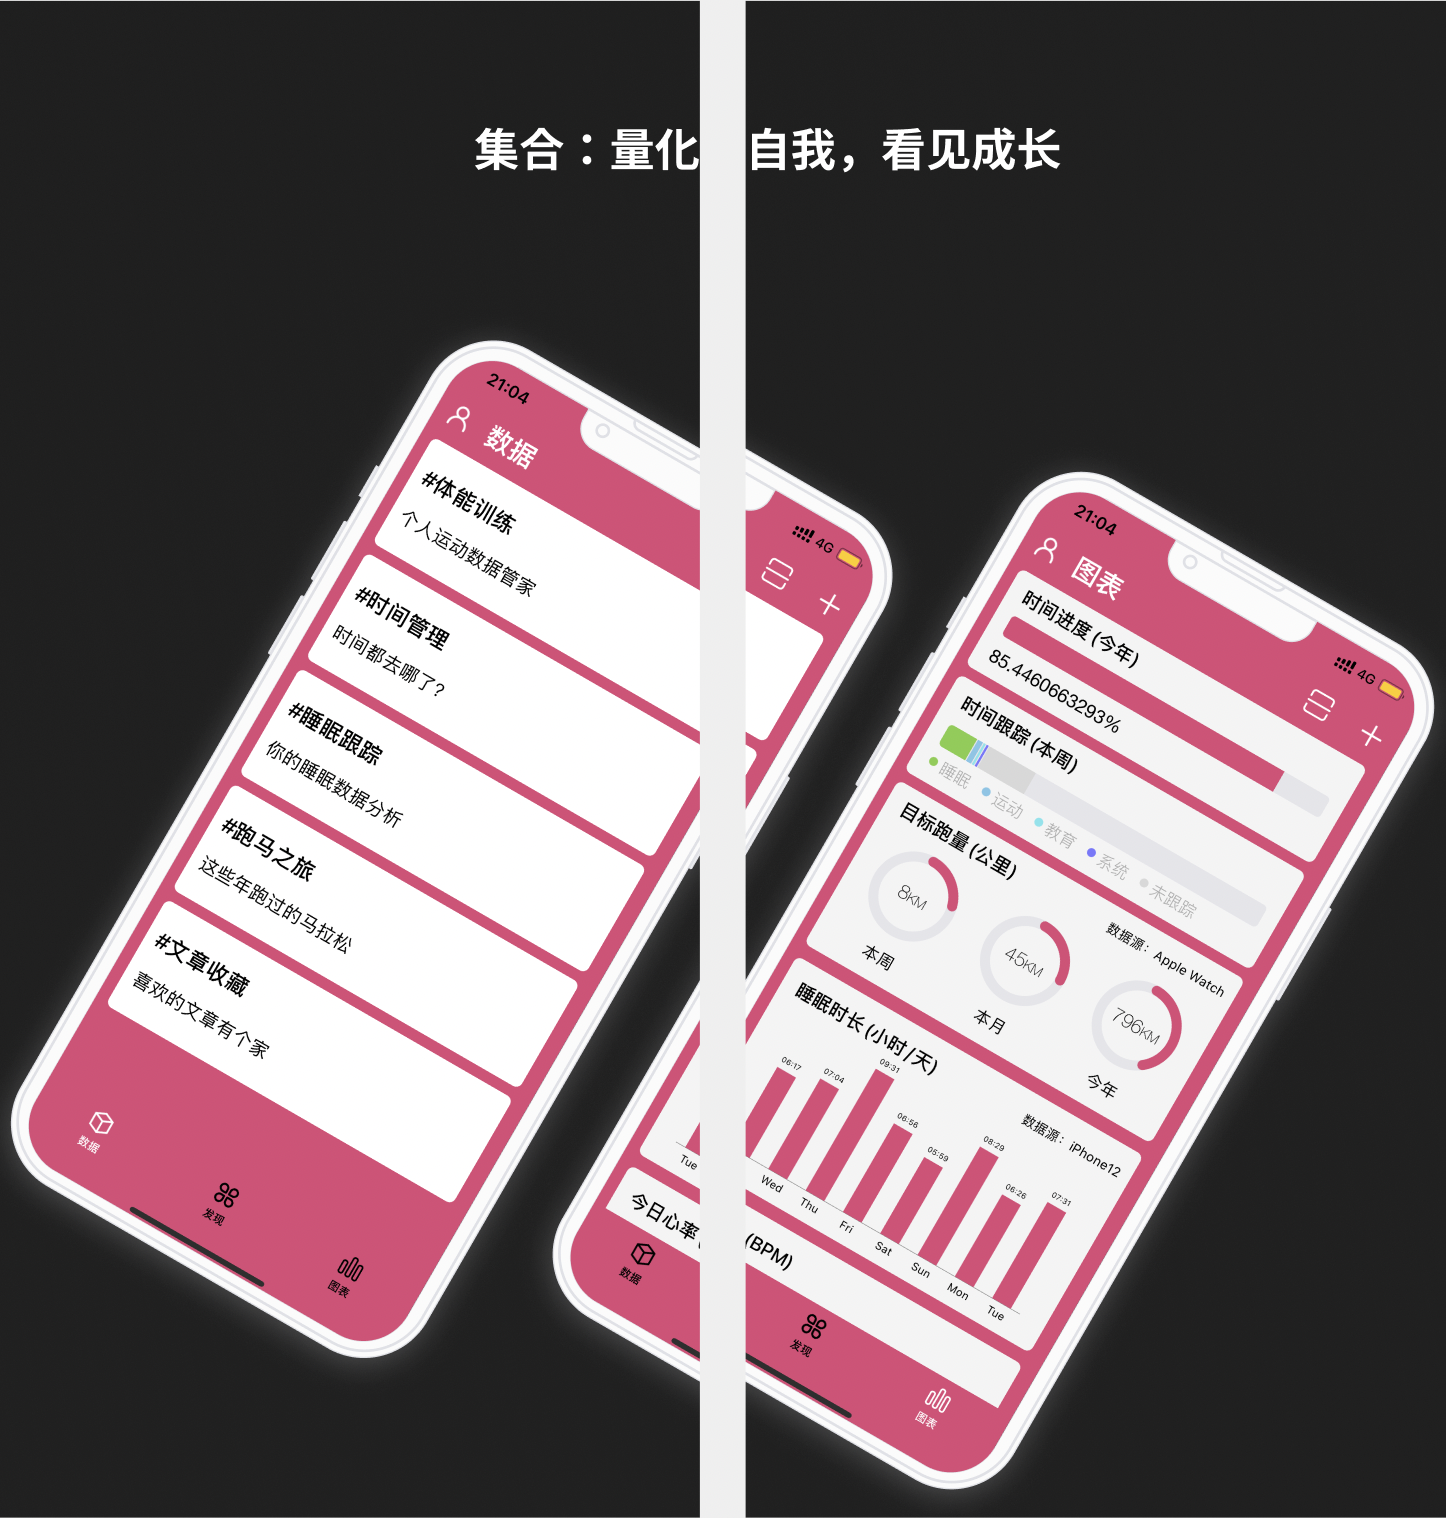 集合：量化自我，看见成长
21:04
4G
数据
#体能训练
个人运动数据管家
#时间管理
时间都去哪了?
#睡眠跟踪
你的睡眠数据分析
#跑马之旅
这些年跑过的马拉松
#文章收藏
喜欢的文章有个家
数据
发现
图表
21:04
4G
图表
时间进度 (今年)
85.4460663293%
时间跟踪 (本周)
睡眠 运动 教育 系统 未跟踪
目标跑量 (公里)
数据源：Apple Watch
8KM
45KM
796KM
本周
本月
今年
睡眠时长 (小时/天)
数据源：iPhone12
06:17
07:04
09:31
06:56
05:59
08:29
06:26
07:31
Tue
Wed
Thu
Fri
Sat
Sun
Mon
Tue
今日心率 (BPM)
数据
发现
图表